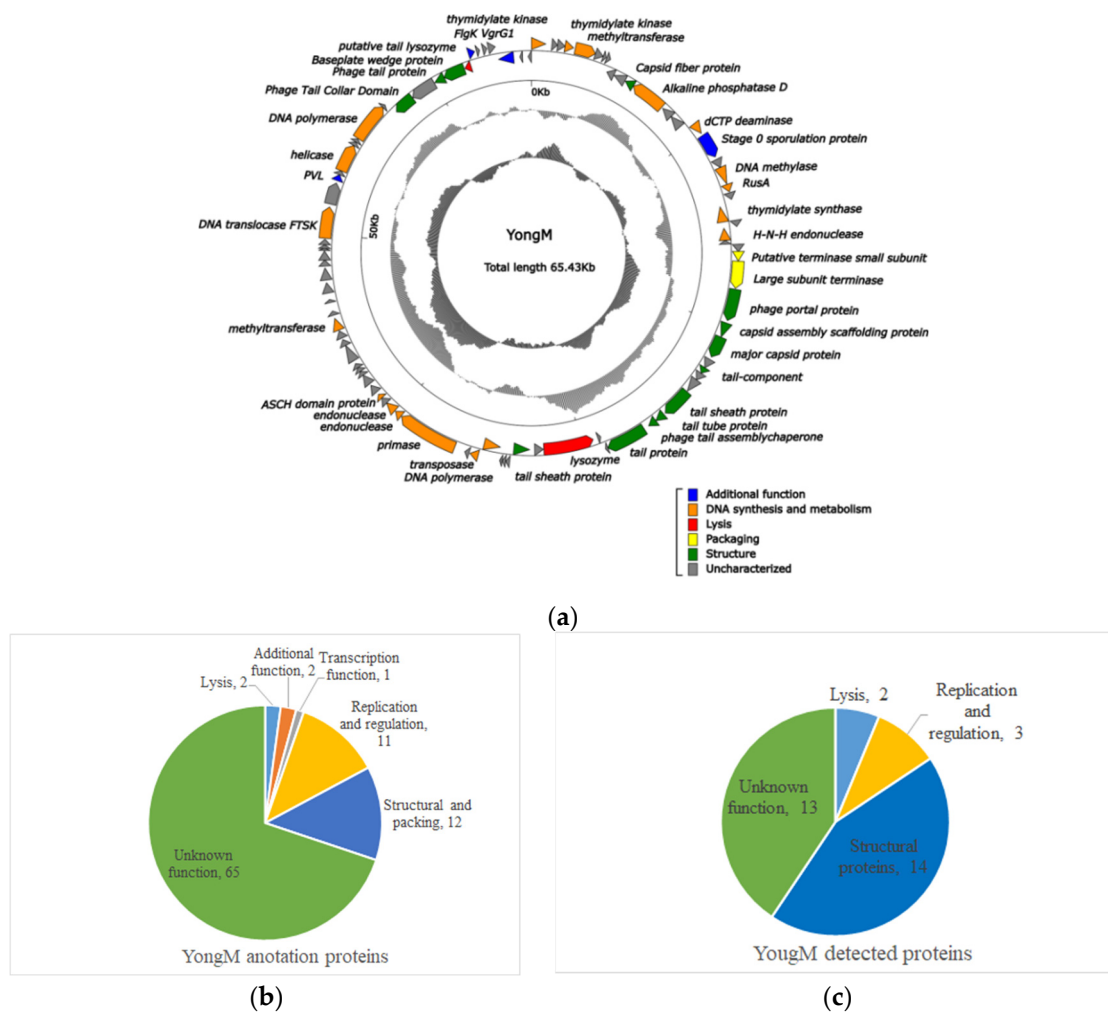 thymidylate kinase
FlgK VgrG1
putative tail lysozyme
Baseplate wedge protein
Phage tail protein
Phage Tail Collar Domain
DNA polymerase
helicase
PVL
DNA translocase FTSK
methyltransferase
ASCH domain protein
endonuclease
endonuclease
primase
transposase
DNA polymerase
thymidylate kinase
methyltransferase
Capsid fiber protein
Alkaline phosphatase D
dCTP deaminase
Stage 0 sporulation protein
DNA methylase
RusA
thymidylate synthase
H-N-H endonuclease
Putative terminase small subunit
Large subunit terminase
phage portal protein
capsid assembly scaffolding protein
major capsid protein
tail-component
tail sheath protein
tail tube protein
phage tail assemblychaperone
tail protein
lysozyme
tail sheath protein
0Kb
50Kb
YongM
Total length 65.43Kb
Additional function
DNA synthesis and metabolism
Lysis
Packaging
Structure
Uncharacterized
(a)
Lysis, 2
Additional
function, 2
Transcription
function, 1
Replication
and regulation,
11
Structural and
packing, 12
Unknown
function, 65
YongM anotation proteins
(b)
Lysis, 2
Replication
and
regulation, 3
Unknown
function, 13
Structural
proteins, 14
YougM detected proteins
(c)